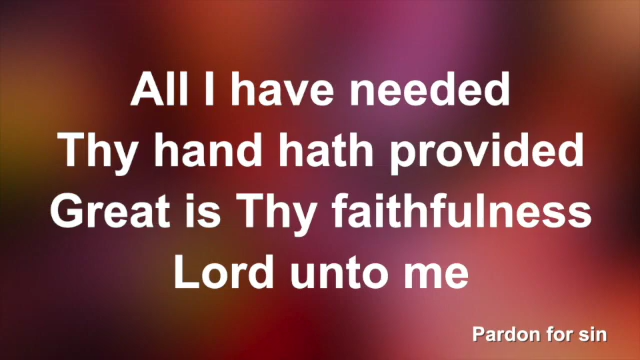 All I have needed
Thy hand hath provided
Great is Thy faithfulness
Lord unto me
Pardon for sin